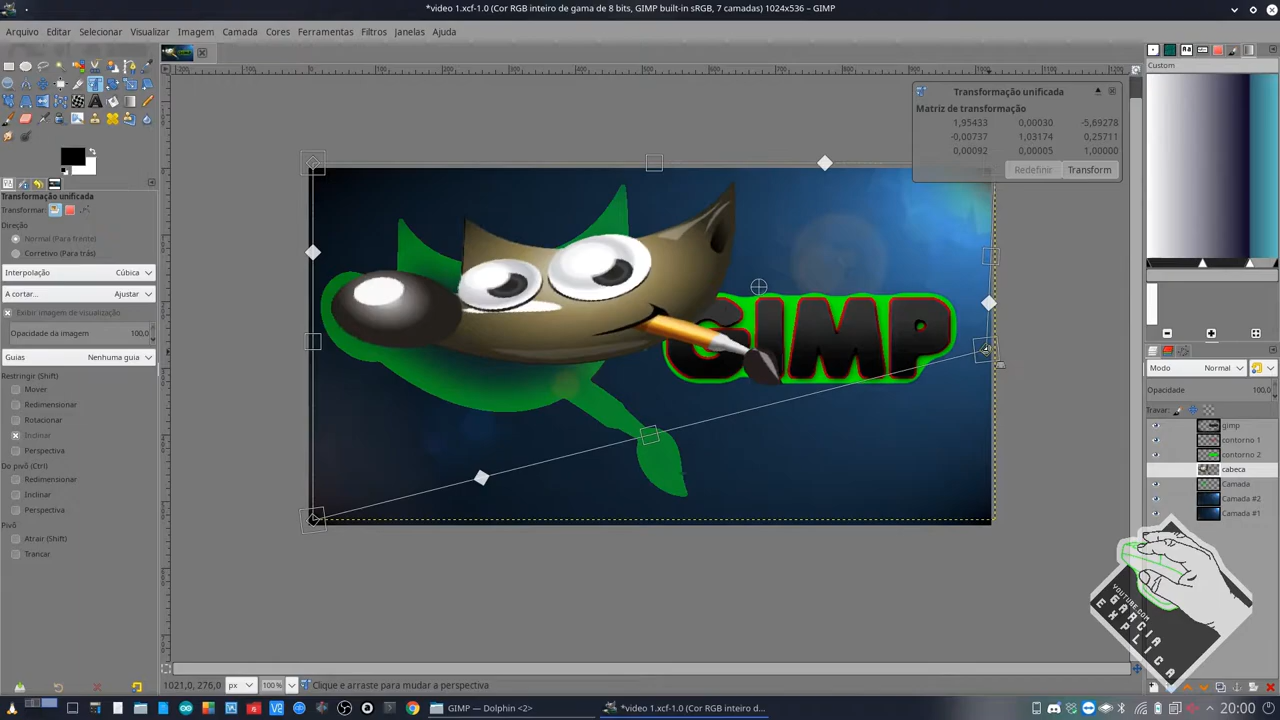 *video 1.xcf-1.0 (Cor RGB inteiro de gama de 8 bits, GIMP built-in sRGB, 7 camadas) 1024x536 – GIMP
Arquivo Editar Selecionar Visualizar Imagem Camada Cores Ferramentas Filtros Janelas Ajuda
Transformação unificada
Transformar:
Direção
Normal (Para frente)
Corretivo (Para trás)
Interpolação Cúbica
A cortar... Ajustar
Exibir imagem de visualização
Opacidade da imagem 100,0
Guias Nenhuma guia
Restringir (Shift)
Mover
Redimensionar
Rotacionar
Inclinar
Perspectiva
Do pivô (Ctrl)
Redimensionar
Inclinar
Perspectiva
Pivô
Atrair (Shift)
Trancar
GIMP
Transformação unificada
Matriz de transformação
1,95433 0,00030 -5,69278
-0,00737 1,03174 0,25711
0,00092 0,00005 1,00000
Redefinir Transform
Custom
Modo Normal
Opacidade 100,0
Travar:
gimp
contorno 1
contorno 2
cabeca
Camada
Camada #2
Camada #1
YOUTUBE.COM
GARCIA
EXPLICA
1021,0, 276,0 px 100% Clique e arraste para mudar a perspectiva
GIMP — Dolphin <2> *video 1.xcf-1.0 (Cor RGB inteiro d... 20:00